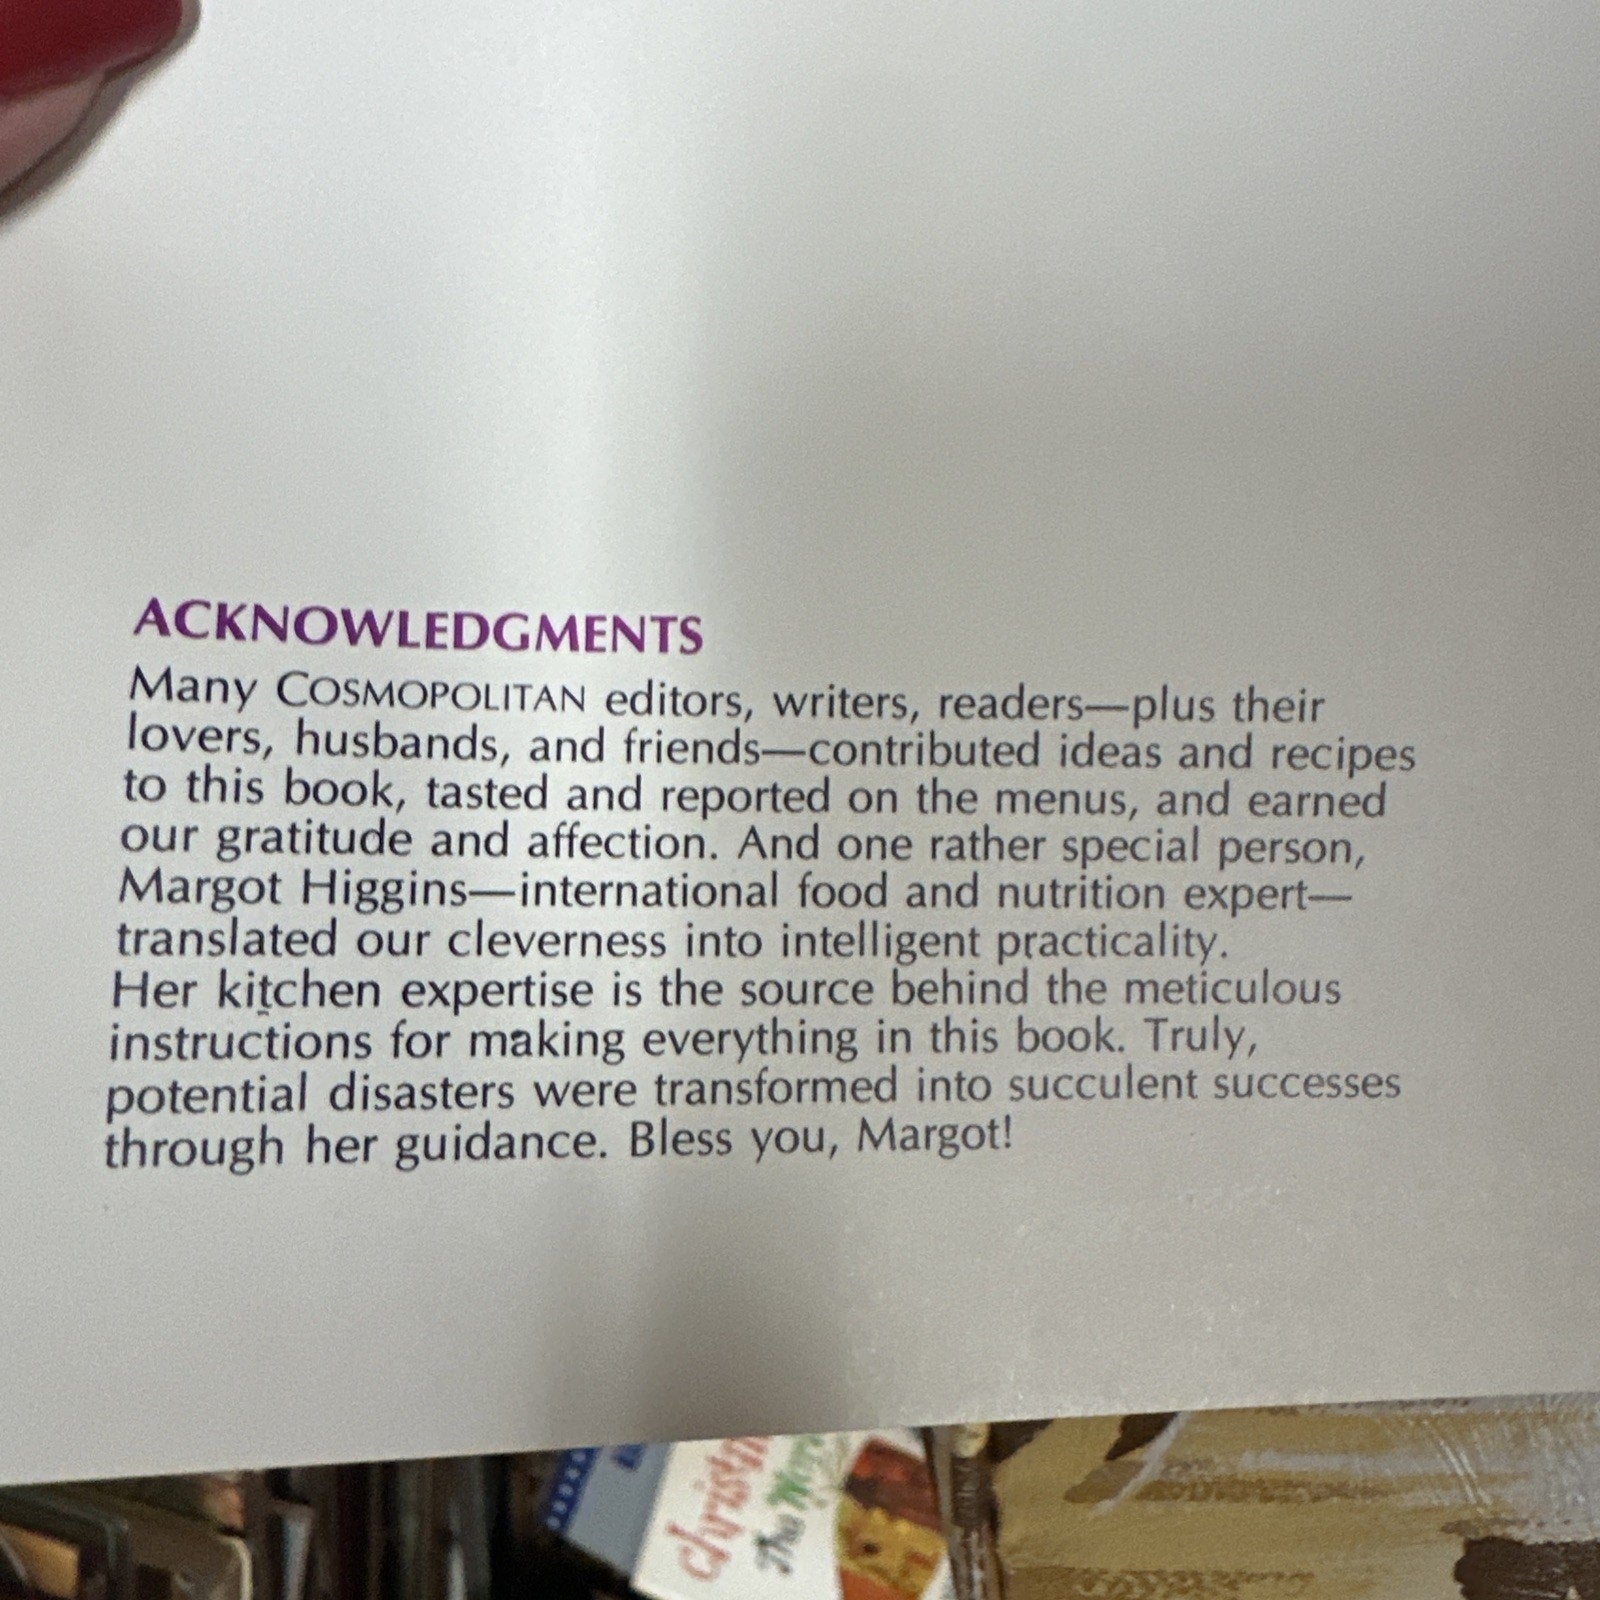 ACKNOWLEDGMENTS
Many COSMOPOLITAN editors, writers, readers—plus their
lovers, husbands, and friends—contributed ideas and recipes
to this book, tasted and reported on the menus, and earned
our gratitude and affection. And one rather special person,
Margot Higgins—international food and nutrition expert—
translated our cleverness into intelligent practicality.
Her kitchen expertise is the source behind the meticulous
instructions for making everything in this book. Truly,
potential disasters were transformed into succulent successes
through her guidance. Bless you, Margot!
The